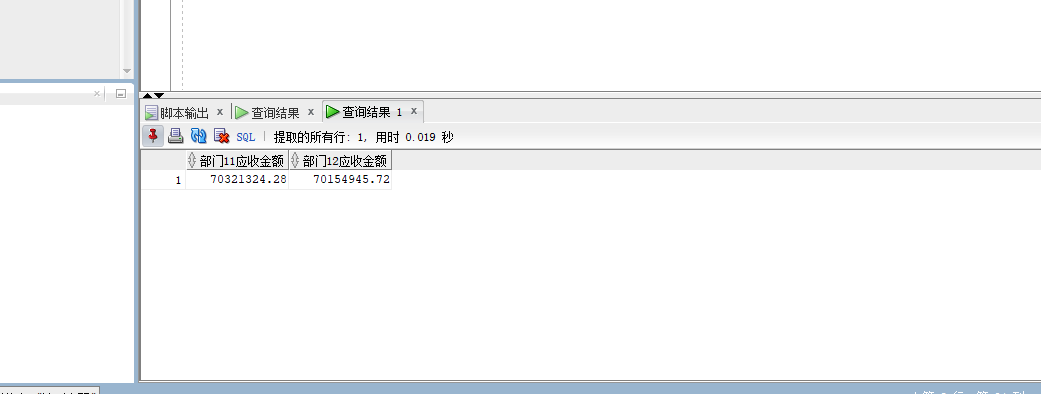 脚本输出 x 查询结果 x 查询结果 1 x
SQL | 提取的所有行: 1, 用时 0.019 秒
部门11应收金额 部门12应收金额
1 70321324.28 70154945.72